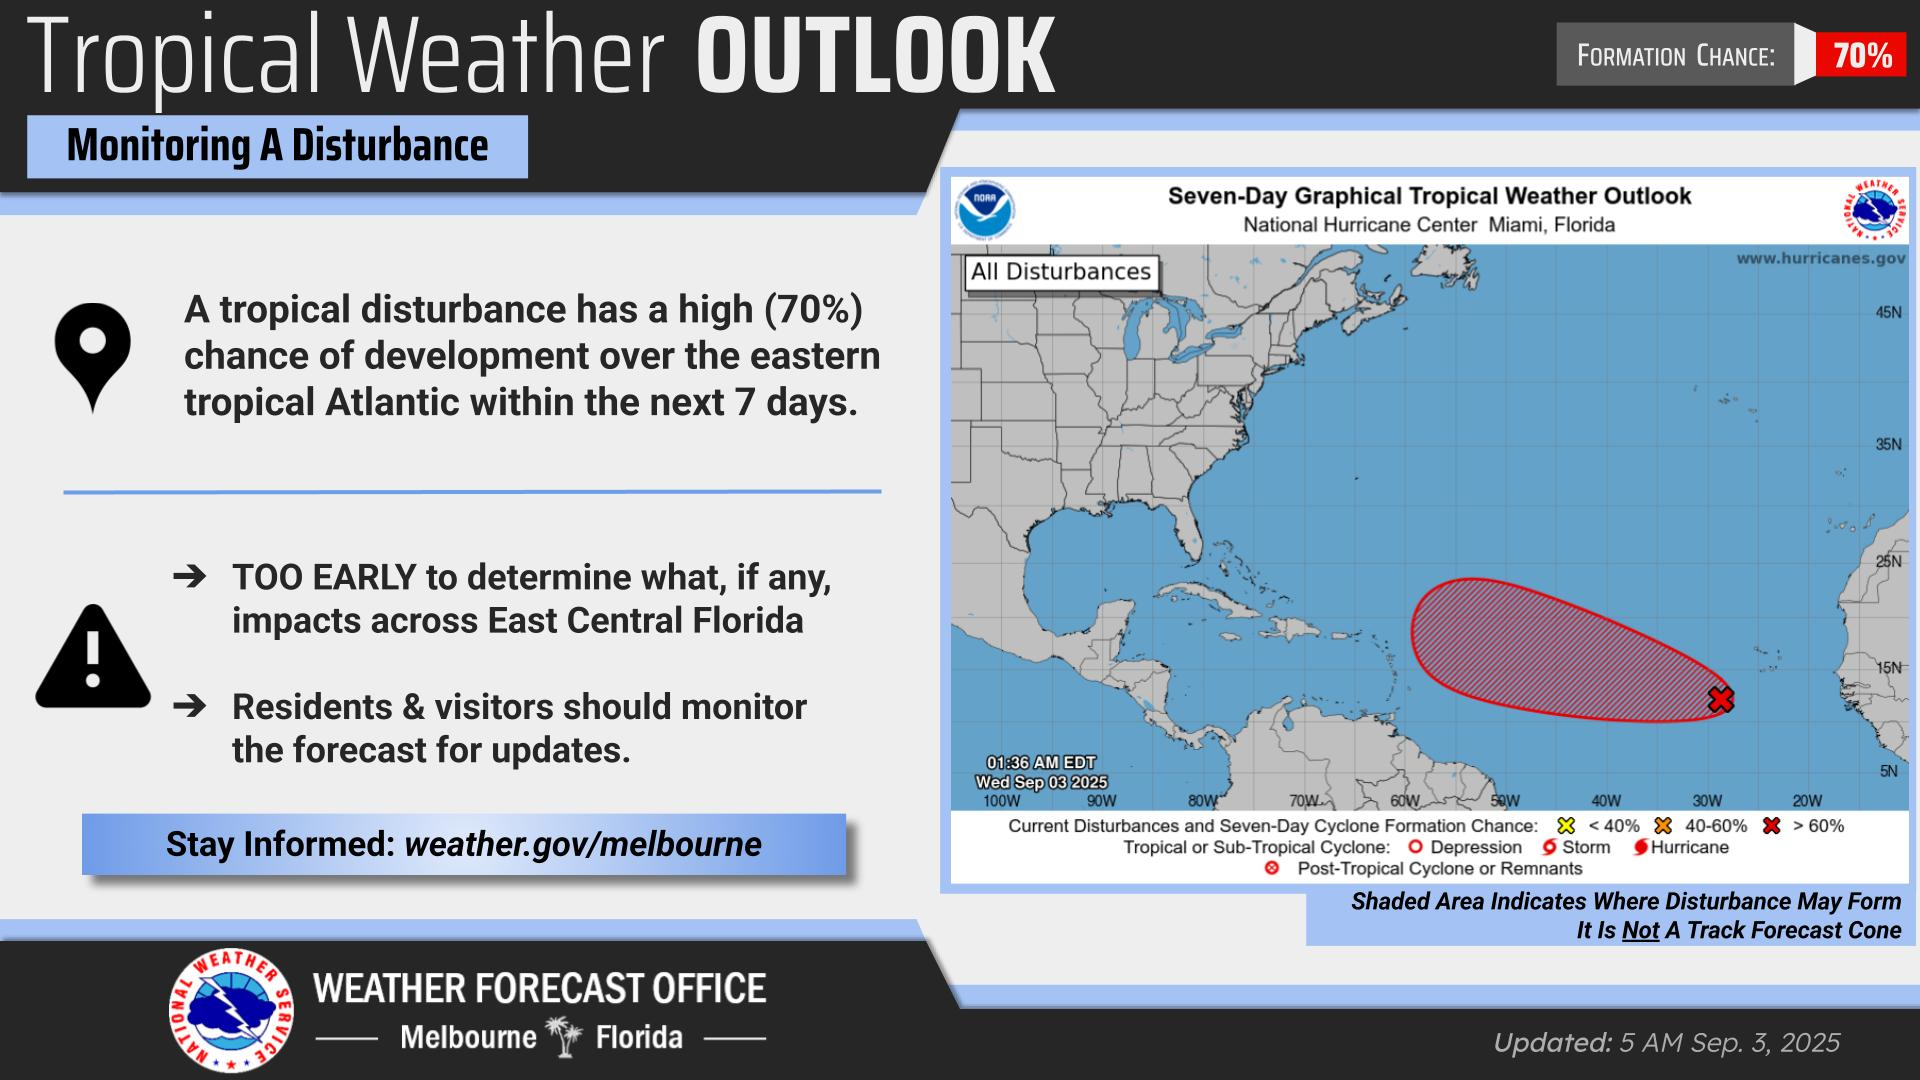 Tropical Weather OUTLOOK
FORMATION CHANCE: 70%
Monitoring A Disturbance
A tropical disturbance has a high (70%)
chance of development over the eastern
tropical Atlantic within the next 7 days.
➔ TOO EARLY to determine what, if any,
impacts across East Central Florida
➔ Residents & visitors should monitor
the forecast for updates.
Stay Informed: weather.gov/melbourne
NOAA
Seven-Day Graphical Tropical Weather Outlook
National Hurricane Center Miami, Florida
NATIONAL WEATHER SERVICE
All Disturbances
www.hurricanes.gov
45N
35N
25N
15N
5N
01:36 AM EDT
Wed Sep 03 2025
100W 90W 80W 70W 60W 50W 40W 30W 20W
Current Disturbances and Seven-Day Cyclone Formation Chance: < 40% 40-60% > 60%
Tropical or Sub-Tropical Cyclone: Depression Storm Hurricane
Post-Tropical Cyclone or Remnants
Shaded Area Indicates Where Disturbance May Form
It Is Not A Track Forecast Cone
NATIONAL WEATHER SERVICE
WEATHER FORECAST OFFICE
Melbourne Florida
Updated: 5 AM Sep. 3, 2025